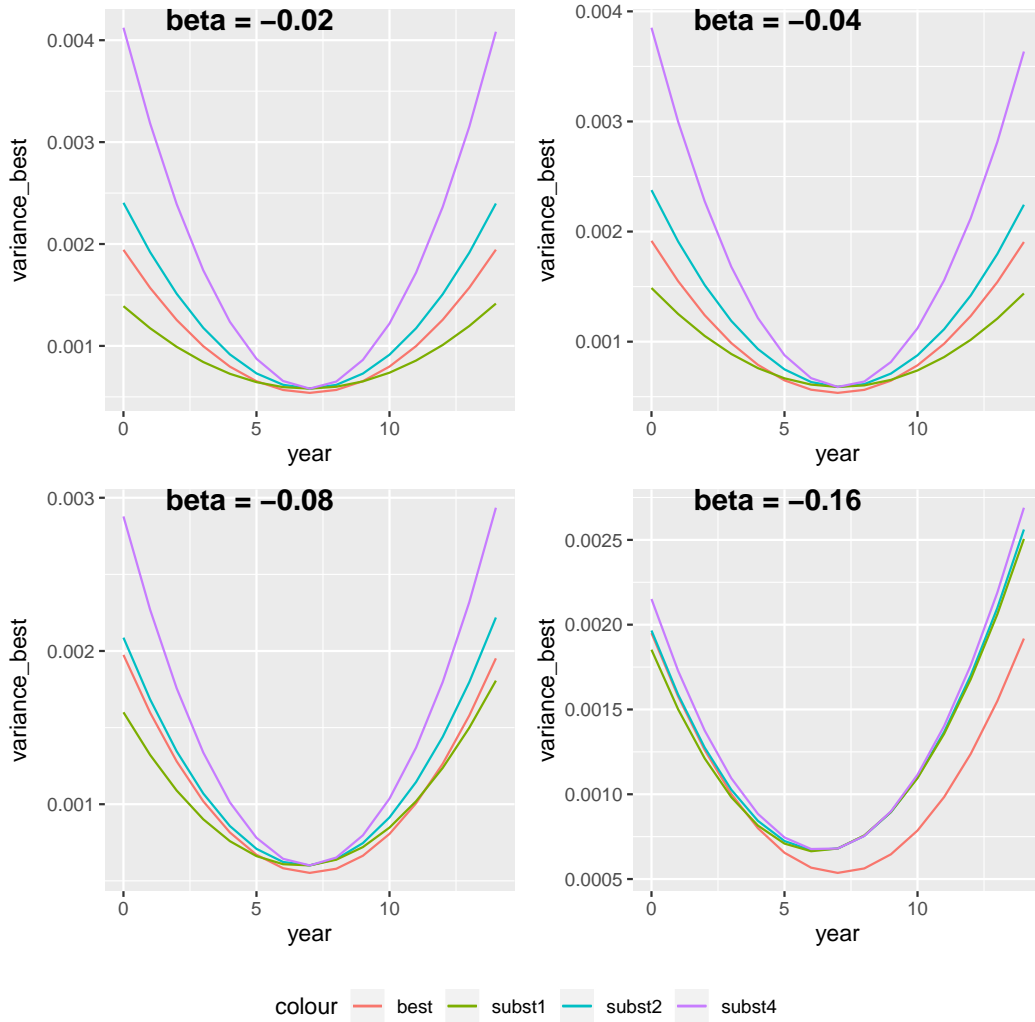 beta = −0.02
0.004
0.003
0.002
0.001
variance_best
0 5 10
year
beta = −0.04
0.004
0.003
0.002
0.001
variance_best
0 5 10
year
beta = −0.08
0.003
0.002
0.001
variance_best
0 5 10
year
beta = −0.16
0.0025
0.0020
0.0015
0.0010
0.0005
variance_best
0 5 10
year
colour best subst1 subst2 subst4